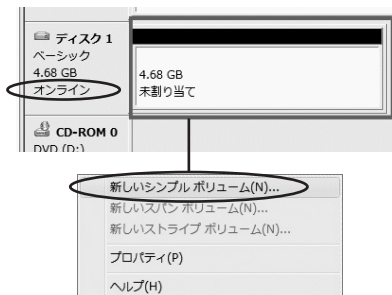 ディスク 1
ベーシック
4.68 GB
オンライン
4.68 GB
未割り当て
CD-ROM 0
DVD (D:)
新しいシンプル ボリューム(N)...
新しいスパン ボリューム(N)...
新しいストライプ ボリューム(N)...
プロパティ(P)
ヘルプ(H)